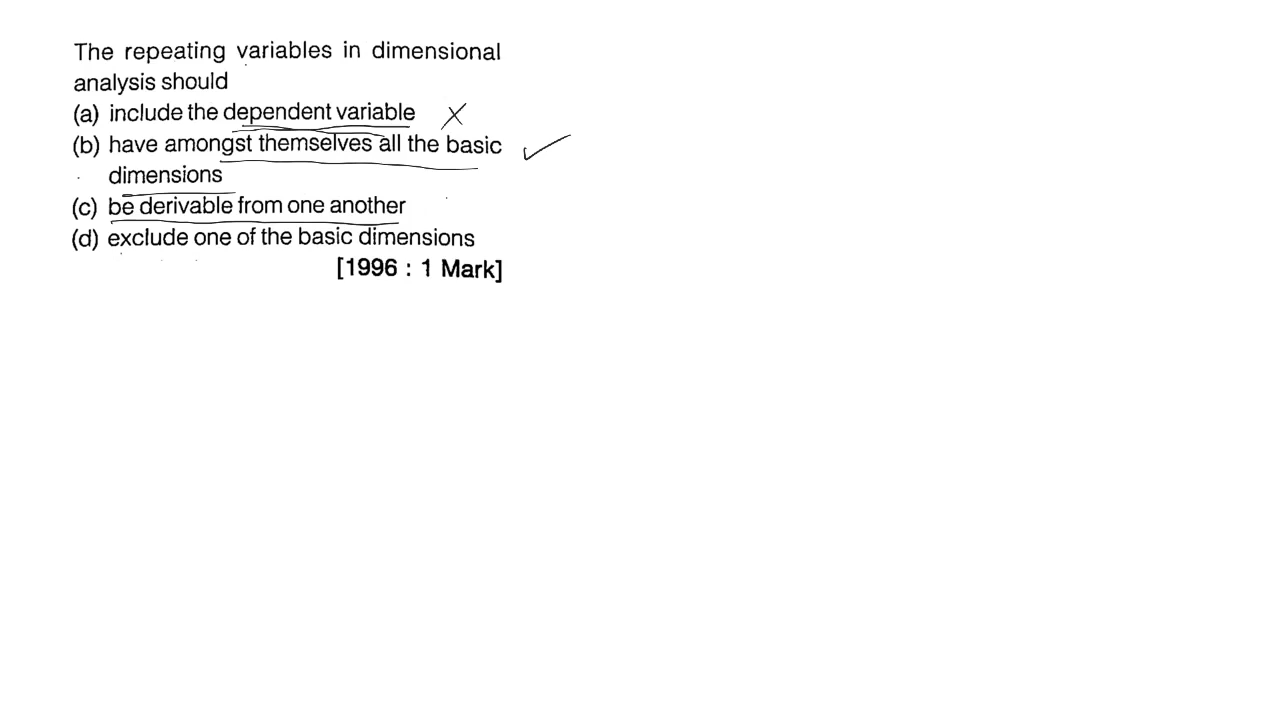 The repeating variables in dimensional
analysis should
(a) include the dependent variable
(b) have amongst themselves all the basic
dimensions
(c) be derivable from one another
(d) exclude one of the basic dimensions
[1996 : 1 Mark]